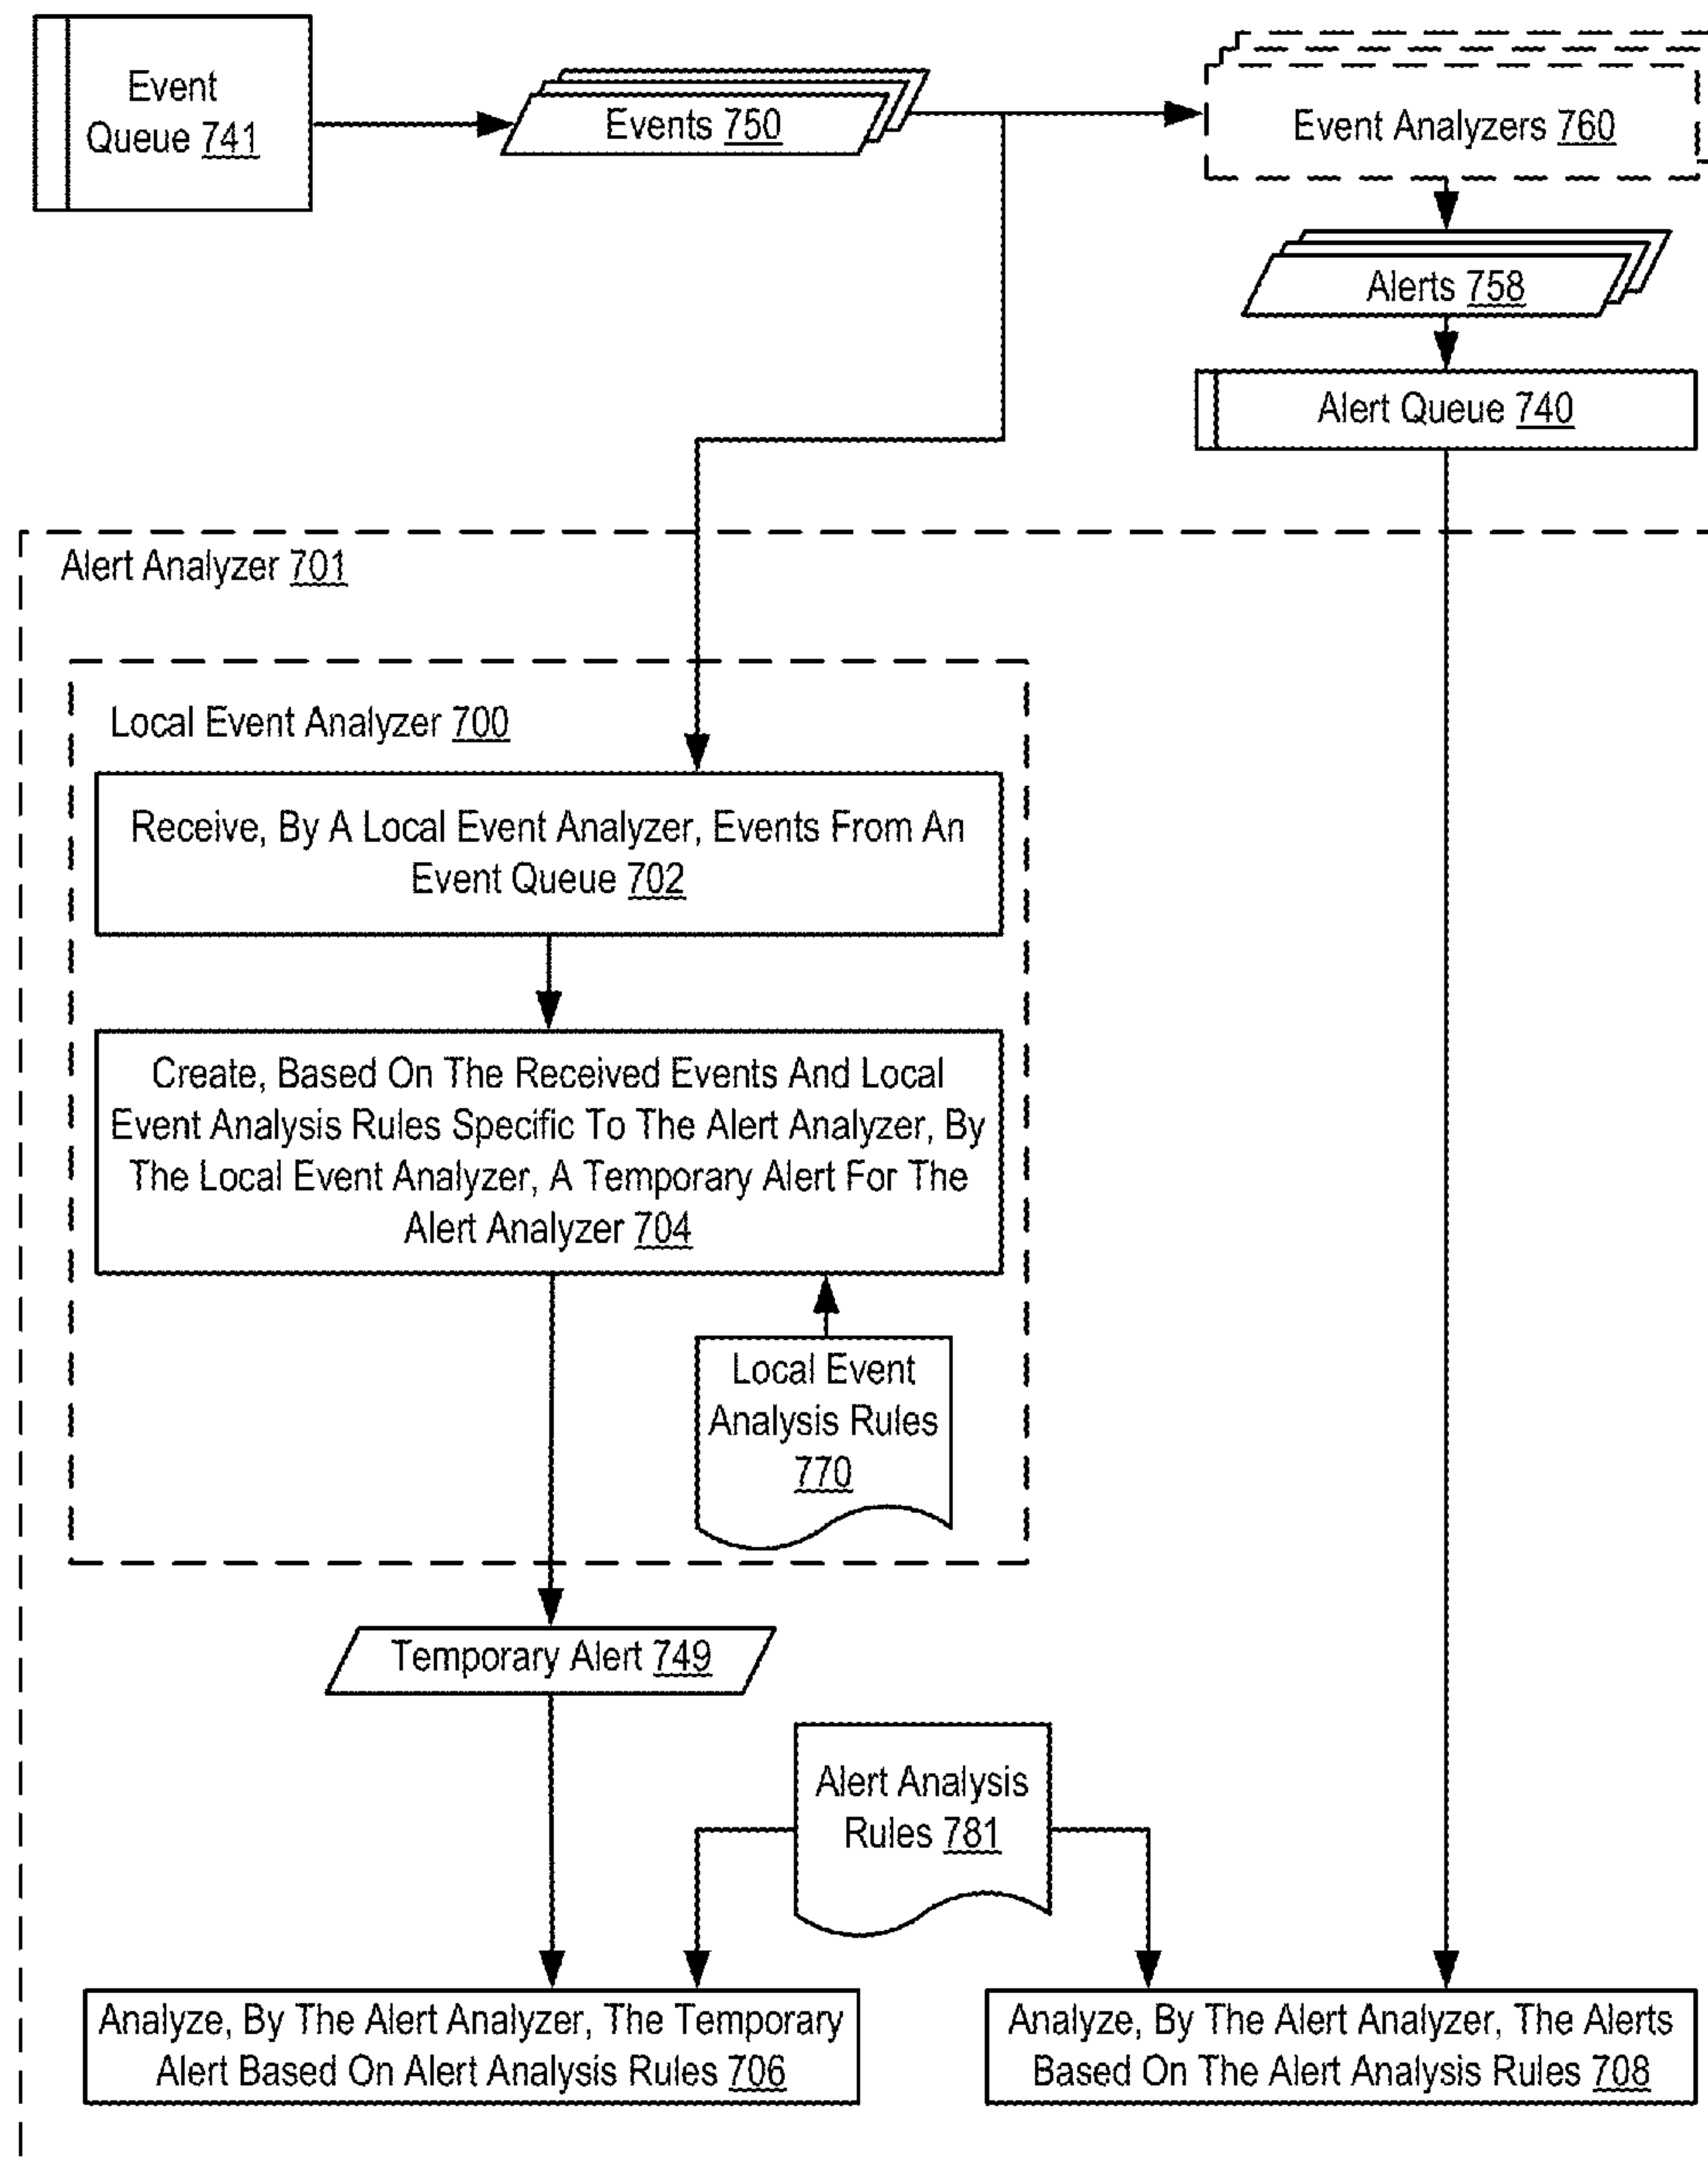 Event
Queue 741
Events 750
Event Analyzers 760
Alerts 758
Alert Queue 740
Alert Analyzer 701
Local Event Analyzer 700
Receive, By A Local Event Analyzer, Events From An
Event Queue 702
Create, Based On The Received Events And Local
Event Analysis Rules Specific To The Alert Analyzer, By
The Local Event Analyzer, A Temporary Alert For The
Alert Analyzer 704
Local Event
Analysis Rules
770
Temporary Alert 749
Alert Analysis
Rules 781
Analyze, By The Alert Analyzer, The Temporary
Alert Based On Alert Analysis Rules 706
Analyze, By The Alert Analyzer, The Alerts
Based On The Alert Analysis Rules 708